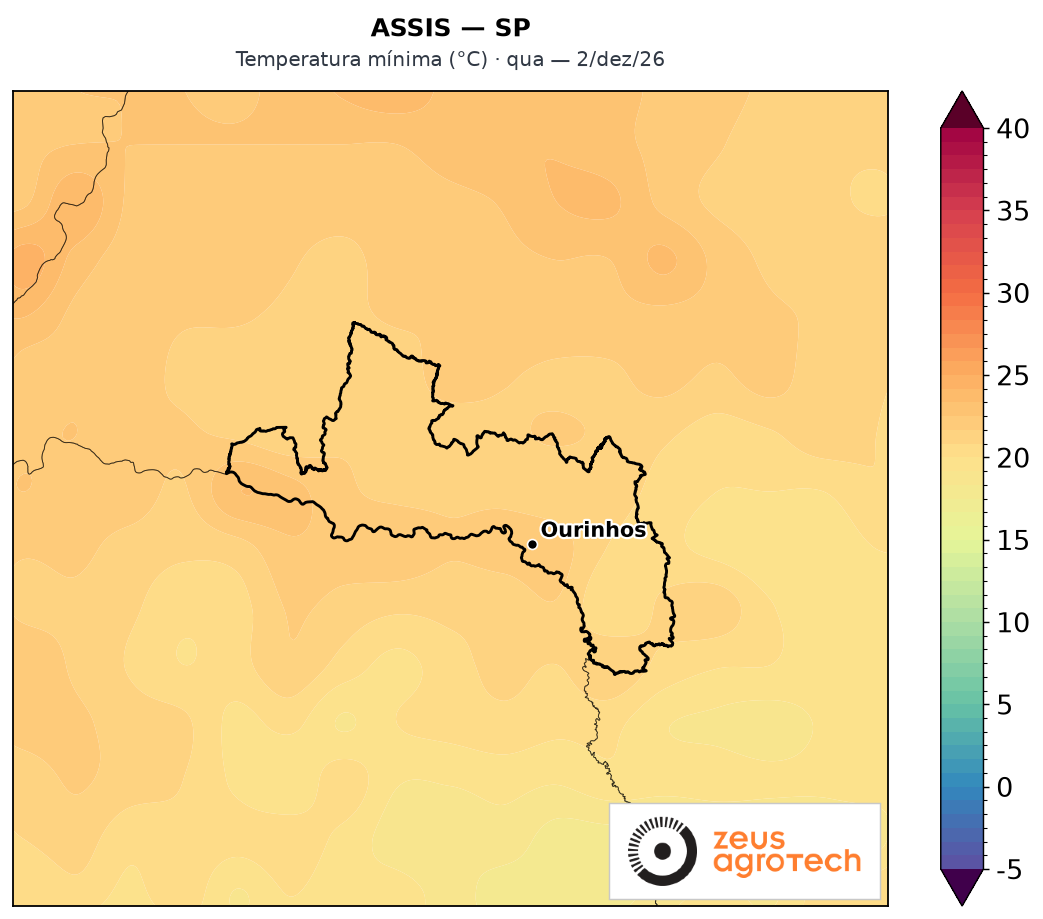 ASSIS — SP
Temperatura mínima (°C) · qua — 2/dez/26
40
35
30
25
20
15
10
5
0
-5
Ourinhos
zeus
agrotech